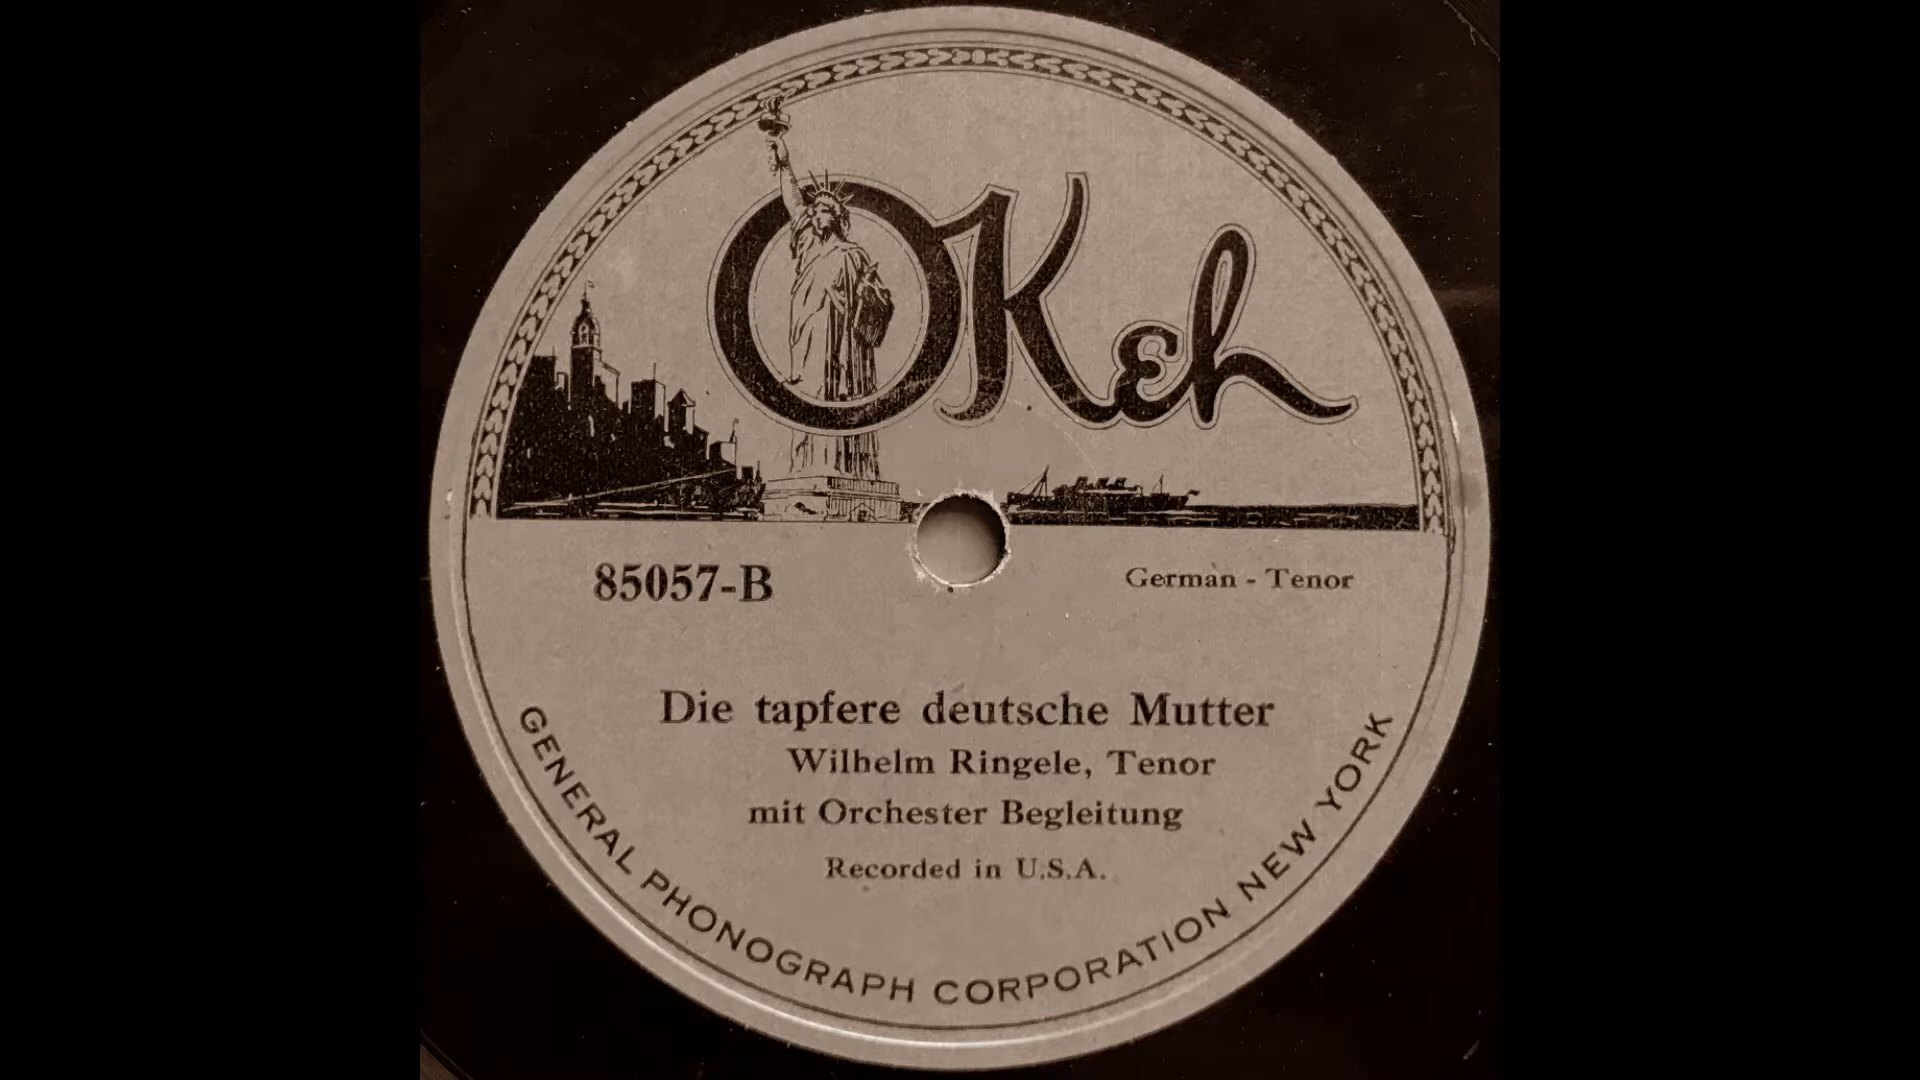 OKeh
85057-B
German - Tenor
Die tapfere deutsche Mutter
Wilhelm Ringele, Tenor
mit Orchester Begleitung
Recorded in U.S.A.
GENERAL PHONOGRAPH CORPORATION NEW YORK